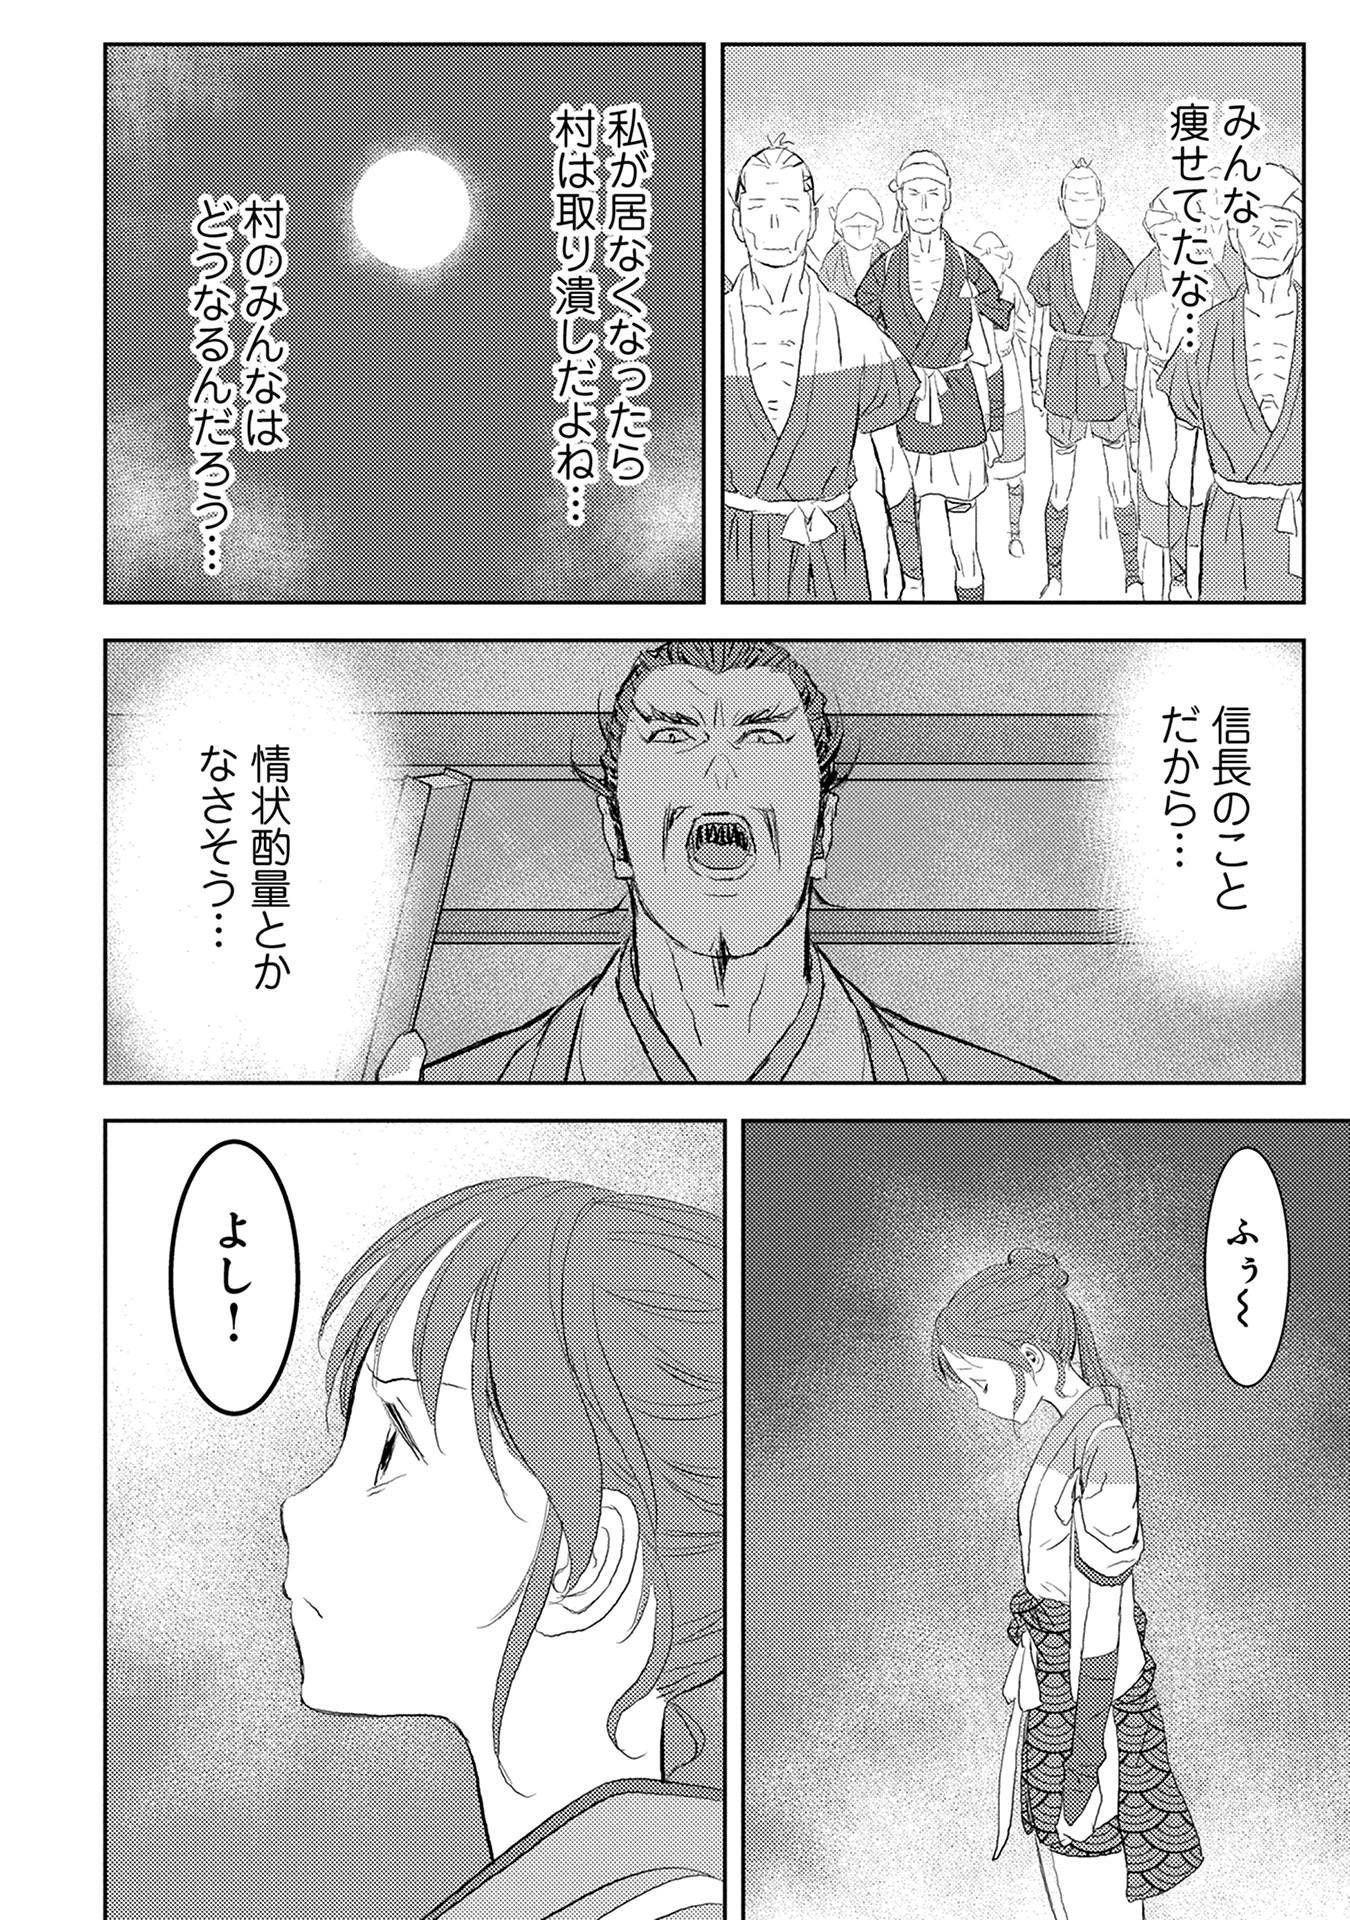 みんな
痩せてたな…
私が居なくなったら
村は取り潰しだよね…
村のみんなは
どうなるんだろう…
信長のこと
だから…
情状酌量とか
なさそう…
ふぅ〜
よし!